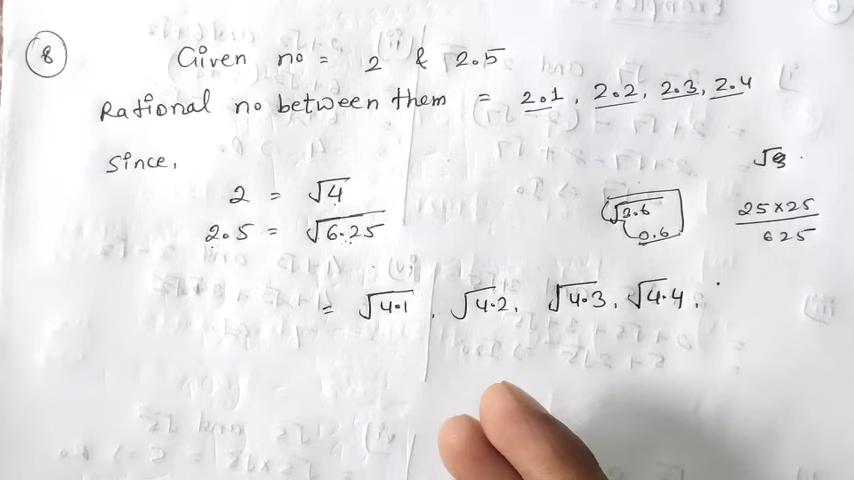 8
Given no = 2 & 2.5
Rational no between them = 2.1, 2.2, 2.3, 2.4
Since,
2 = √4
2.5 = √6.25
√2.6
0.6
25×25
625
= √4.1, √4.2, √4.3, √4.4,